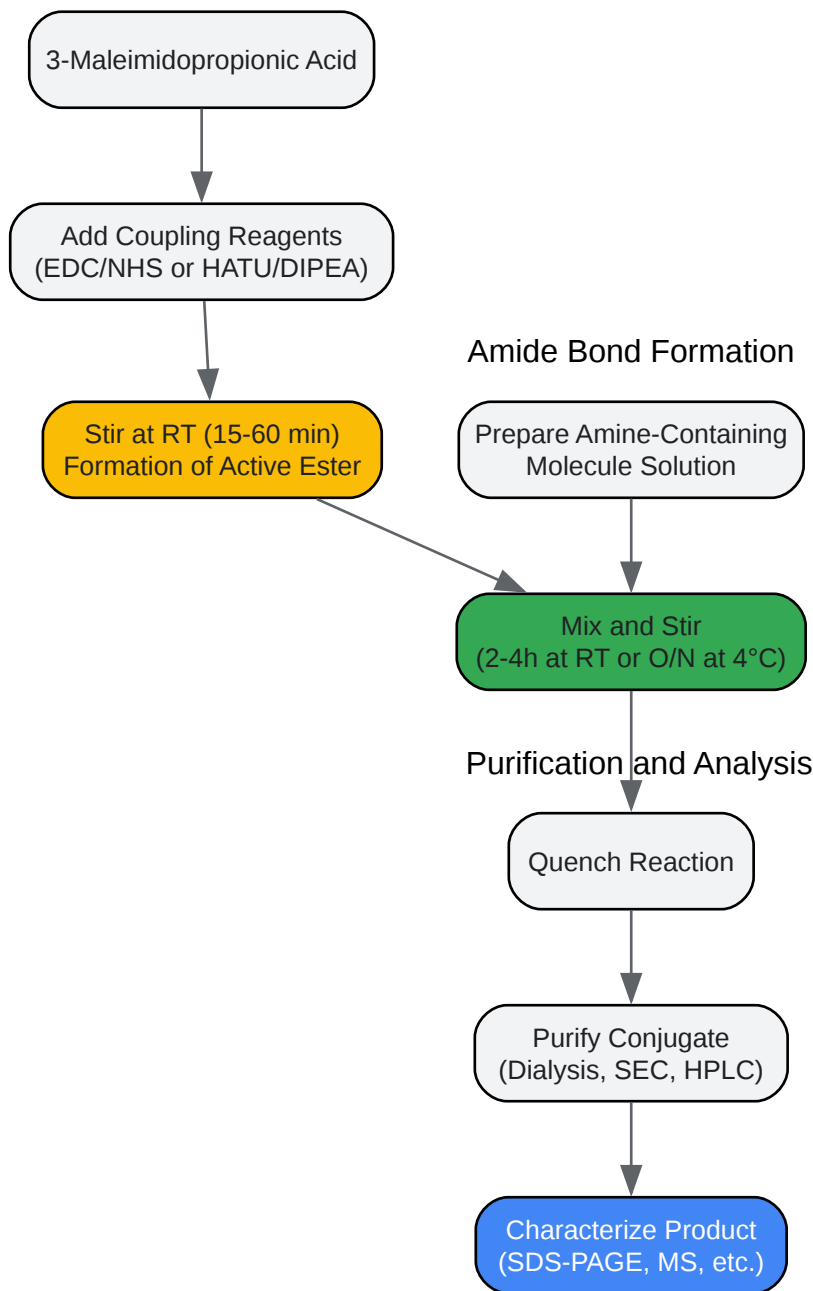 3-Maleimidopropionic Acid
Add Coupling Reagents
(EDC/NHS or HATU/DIPEA)
Amide Bond Formation
Stir at RT (15-60 min)
Formation of Active Ester
Prepare Amine-Containing
Molecule Solution
Mix and Stir
(2-4h at RT or O/N at 4°C)
Purification and Analysis
Quench Reaction
Purify Conjugate
(Dialysis, SEC, HPLC)
Characterize Product
(SDS-PAGE, MS, etc.)